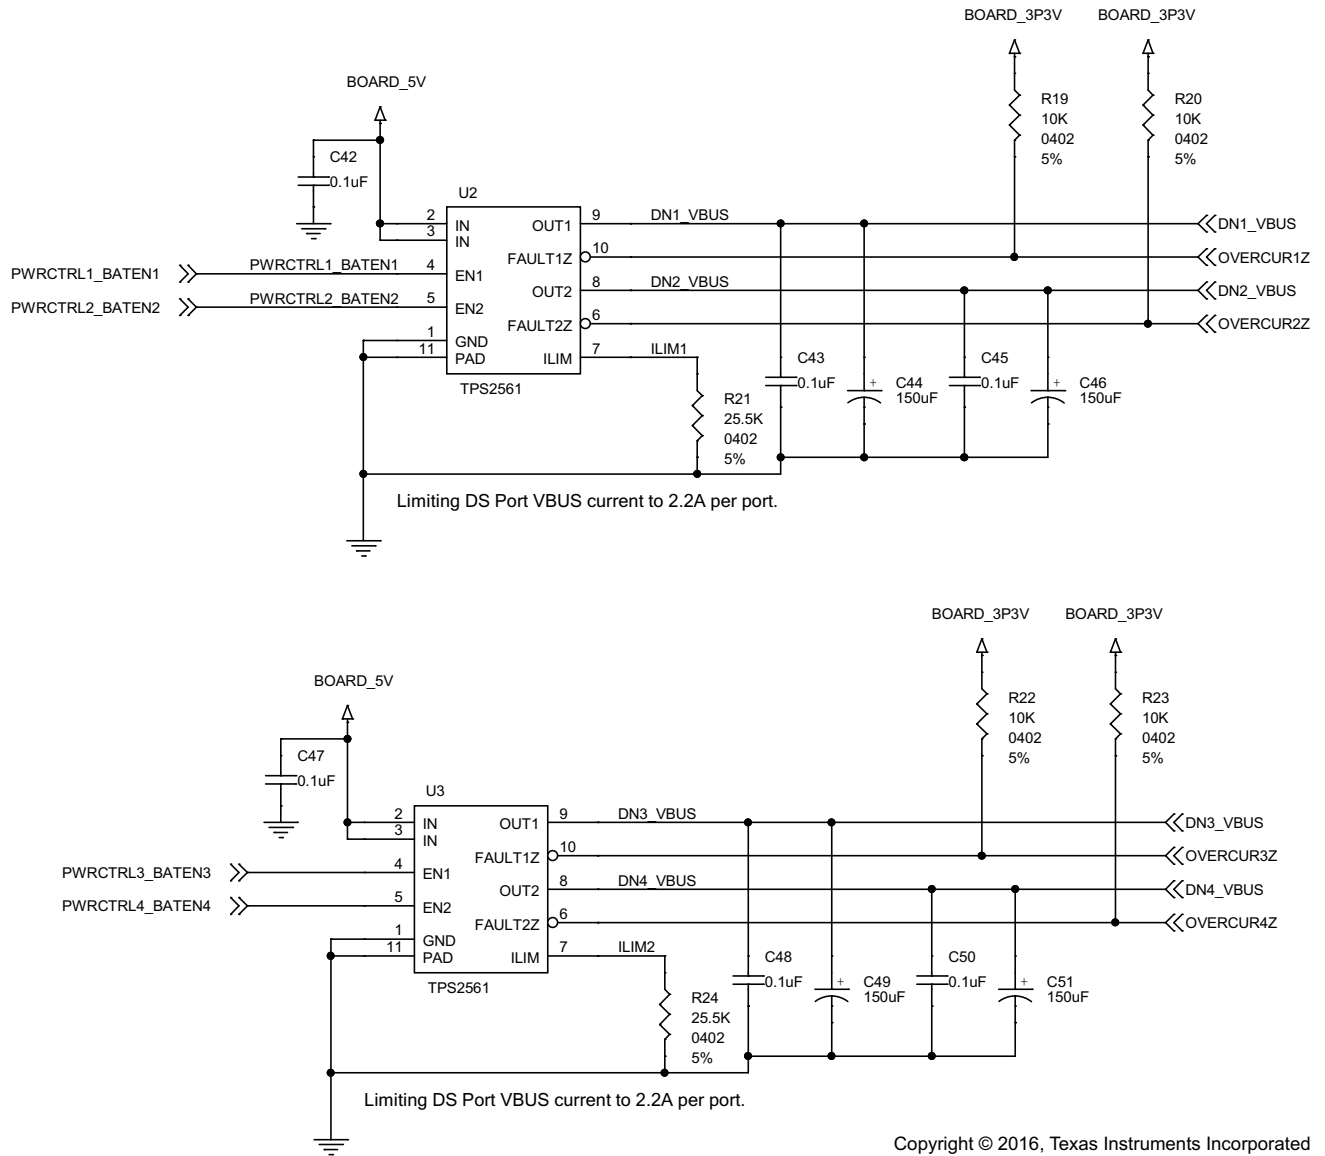 BOARD_3P3V BOARD_3P3V
BOARD_5V
R19
10K
0402
5%
R20
10K
0402
5%
C42
0.1uF
U2
2 IN
3 IN
PWRCTRL1_BATEN1 PWRCTRL1_BATEN1 4 EN1
PWRCTRL2_BATEN2 PWRCTRL2_BATEN2 5 EN2
1 GND
11 PAD
OUT1 9 DN1_VBUS DN1_VBUS
FAULT1Z 10 OVERCUR1Z
OUT2 8 DN2_VBUS DN2_VBUS
FAULT2Z 6 OVERCUR2Z
ILIM 7 ILIM1
TPS2561
R21
25.5K
0402
5%
C43
0.1uF
+
C44
150uF
C45
0.1uF
+
C46
150uF
Limiting DS Port VBUS current to 2.2A per port.
BOARD_3P3V BOARD_3P3V
BOARD_5V
R22
10K
0402
5%
R23
10K
0402
5%
C47
0.1uF
U3
2 IN
3 IN
PWRCTRL3_BATEN3 4 EN1
PWRCTRL4_BATEN4 5 EN2
1 GND
11 PAD
OUT1 9 DN3_VBUS DN3_VBUS
FAULT1Z 10 OVERCUR3Z
OUT2 8 DN4_VBUS DN4_VBUS
FAULT2Z 6 OVERCUR4Z
ILIM 7 ILIM2
TPS2561
R24
25.5K
0402
5%
C48
0.1uF
+
C49
150uF
C50
0.1uF
+
C51
150uF
Limiting DS Port VBUS current to 2.2A per port.
Copyright © 2016, Texas Instruments Incorporated